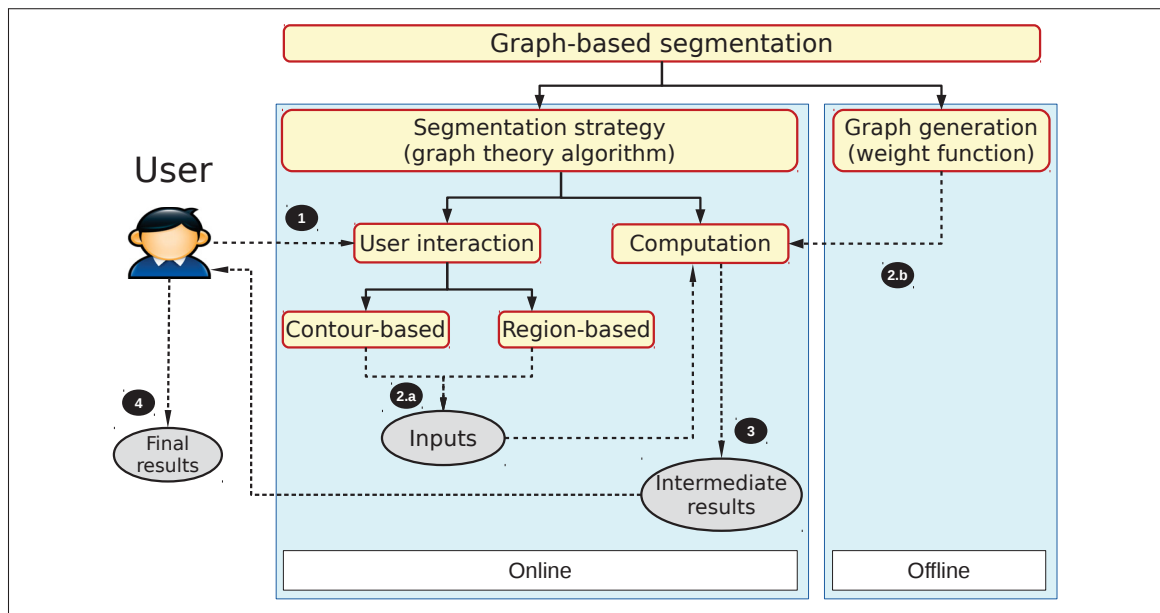 Graph-based segmentation
Segmentation strategy
(graph theory algorithm)
Graph generation
(weight function)
User
1
User interaction
Computation
2.b
Contour-based
Region-based
2.a
4
Inputs
3
Final
results
Intermediate
results
Online
Offline